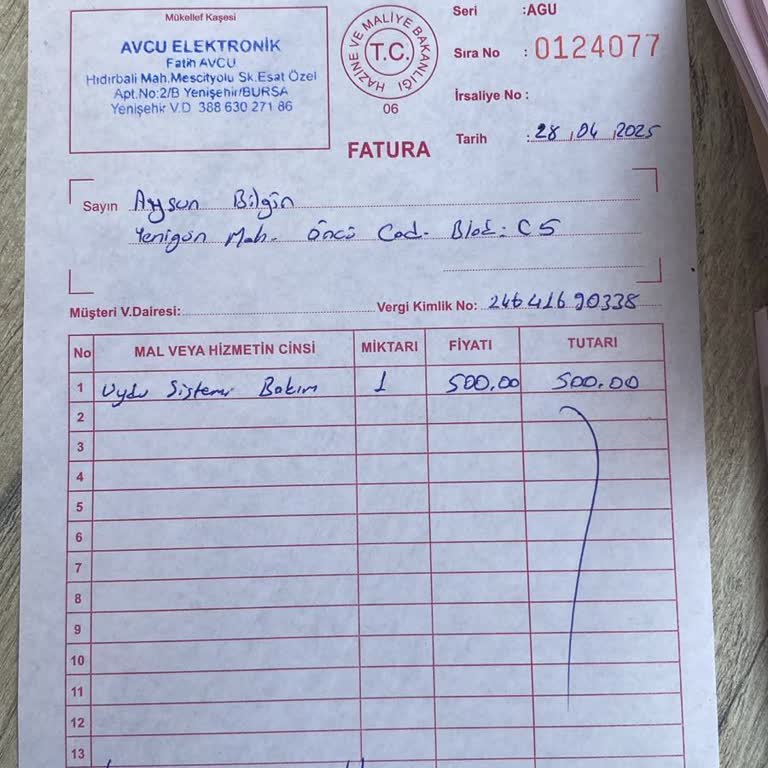 Mükellef Kaşesi
AVCU ELEKTRONİK
Fatih AVCU
Hıdırbali Mah.Mescityolu Sk.Esat Özel
Apt.No:2/B Yenişehir/BURSA
Yenişehir V.D 388 630 271 86
HAZİNE VE MALİYE BAKANLIĞI
T.C.
06
FATURA
Seri :AGU
Sıra No : 0124077
İrsaliye No :
Tarih : 28.04.2025
Sayın Aysun Bilgin
Yenigün Mah. Öncü Cad. Blok: C5
Müşteri V.Dairesi: Vergi Kimlik No: 24641690338
No MAL VEYA HİZMETİN CİNSİ MİKTARI FİYATI TUTARI
1 Uydu Sistemi Bakım 1 500.00 500.00
2
3
4
5
6
7
8
9
10
11
12
13